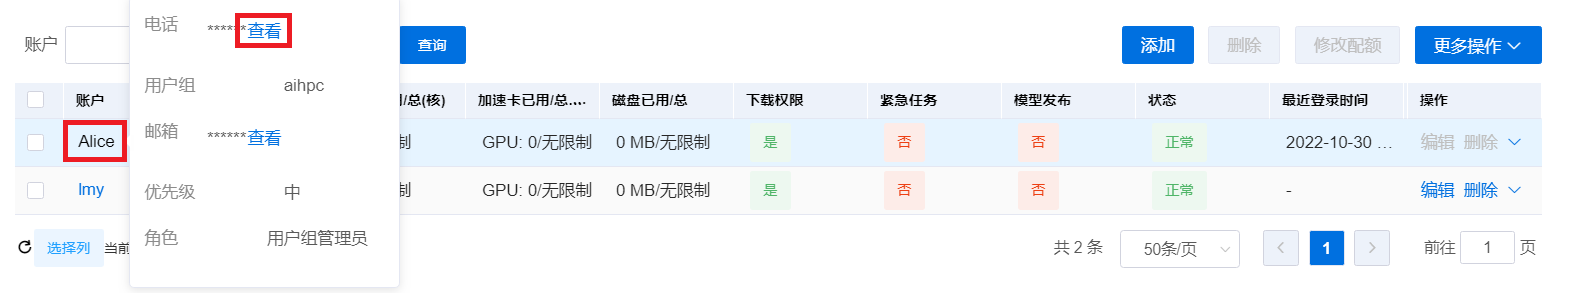 电话 ******查看
账户 查询 添加 删除 修改配额 更多操作
用户组 aihpc
账户 用/总(核) 加速卡已用/总.... 磁盘已用/总 下载权限 紧急任务 模型发布 状态 最近登录时间 操作
邮箱 ******查看
Alice 制 GPU: 0/无限制 0 MB/无限制 是 否 否 正常 2022-10-30 ... 编辑 删除
优先级 中
lmy 制 GPU: 0/无限制 0 MB/无限制 是 否 否 正常 - 编辑 删除
角色 用户组管理员
选择列 当前 共 2 条 50条/页 1 前往 1 页